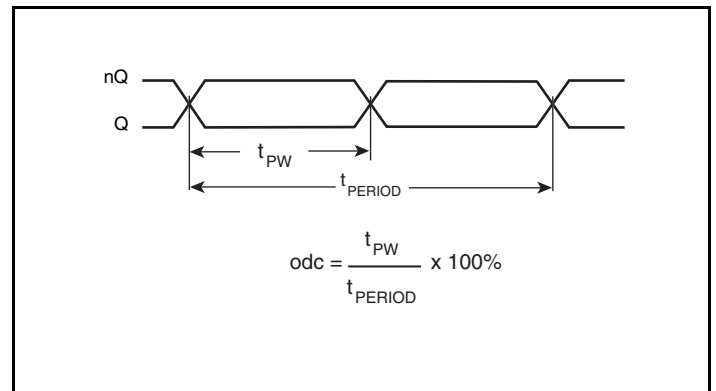 nQ
Q
tPW
tPERIOD
odc = tPW / tPERIOD x 100%